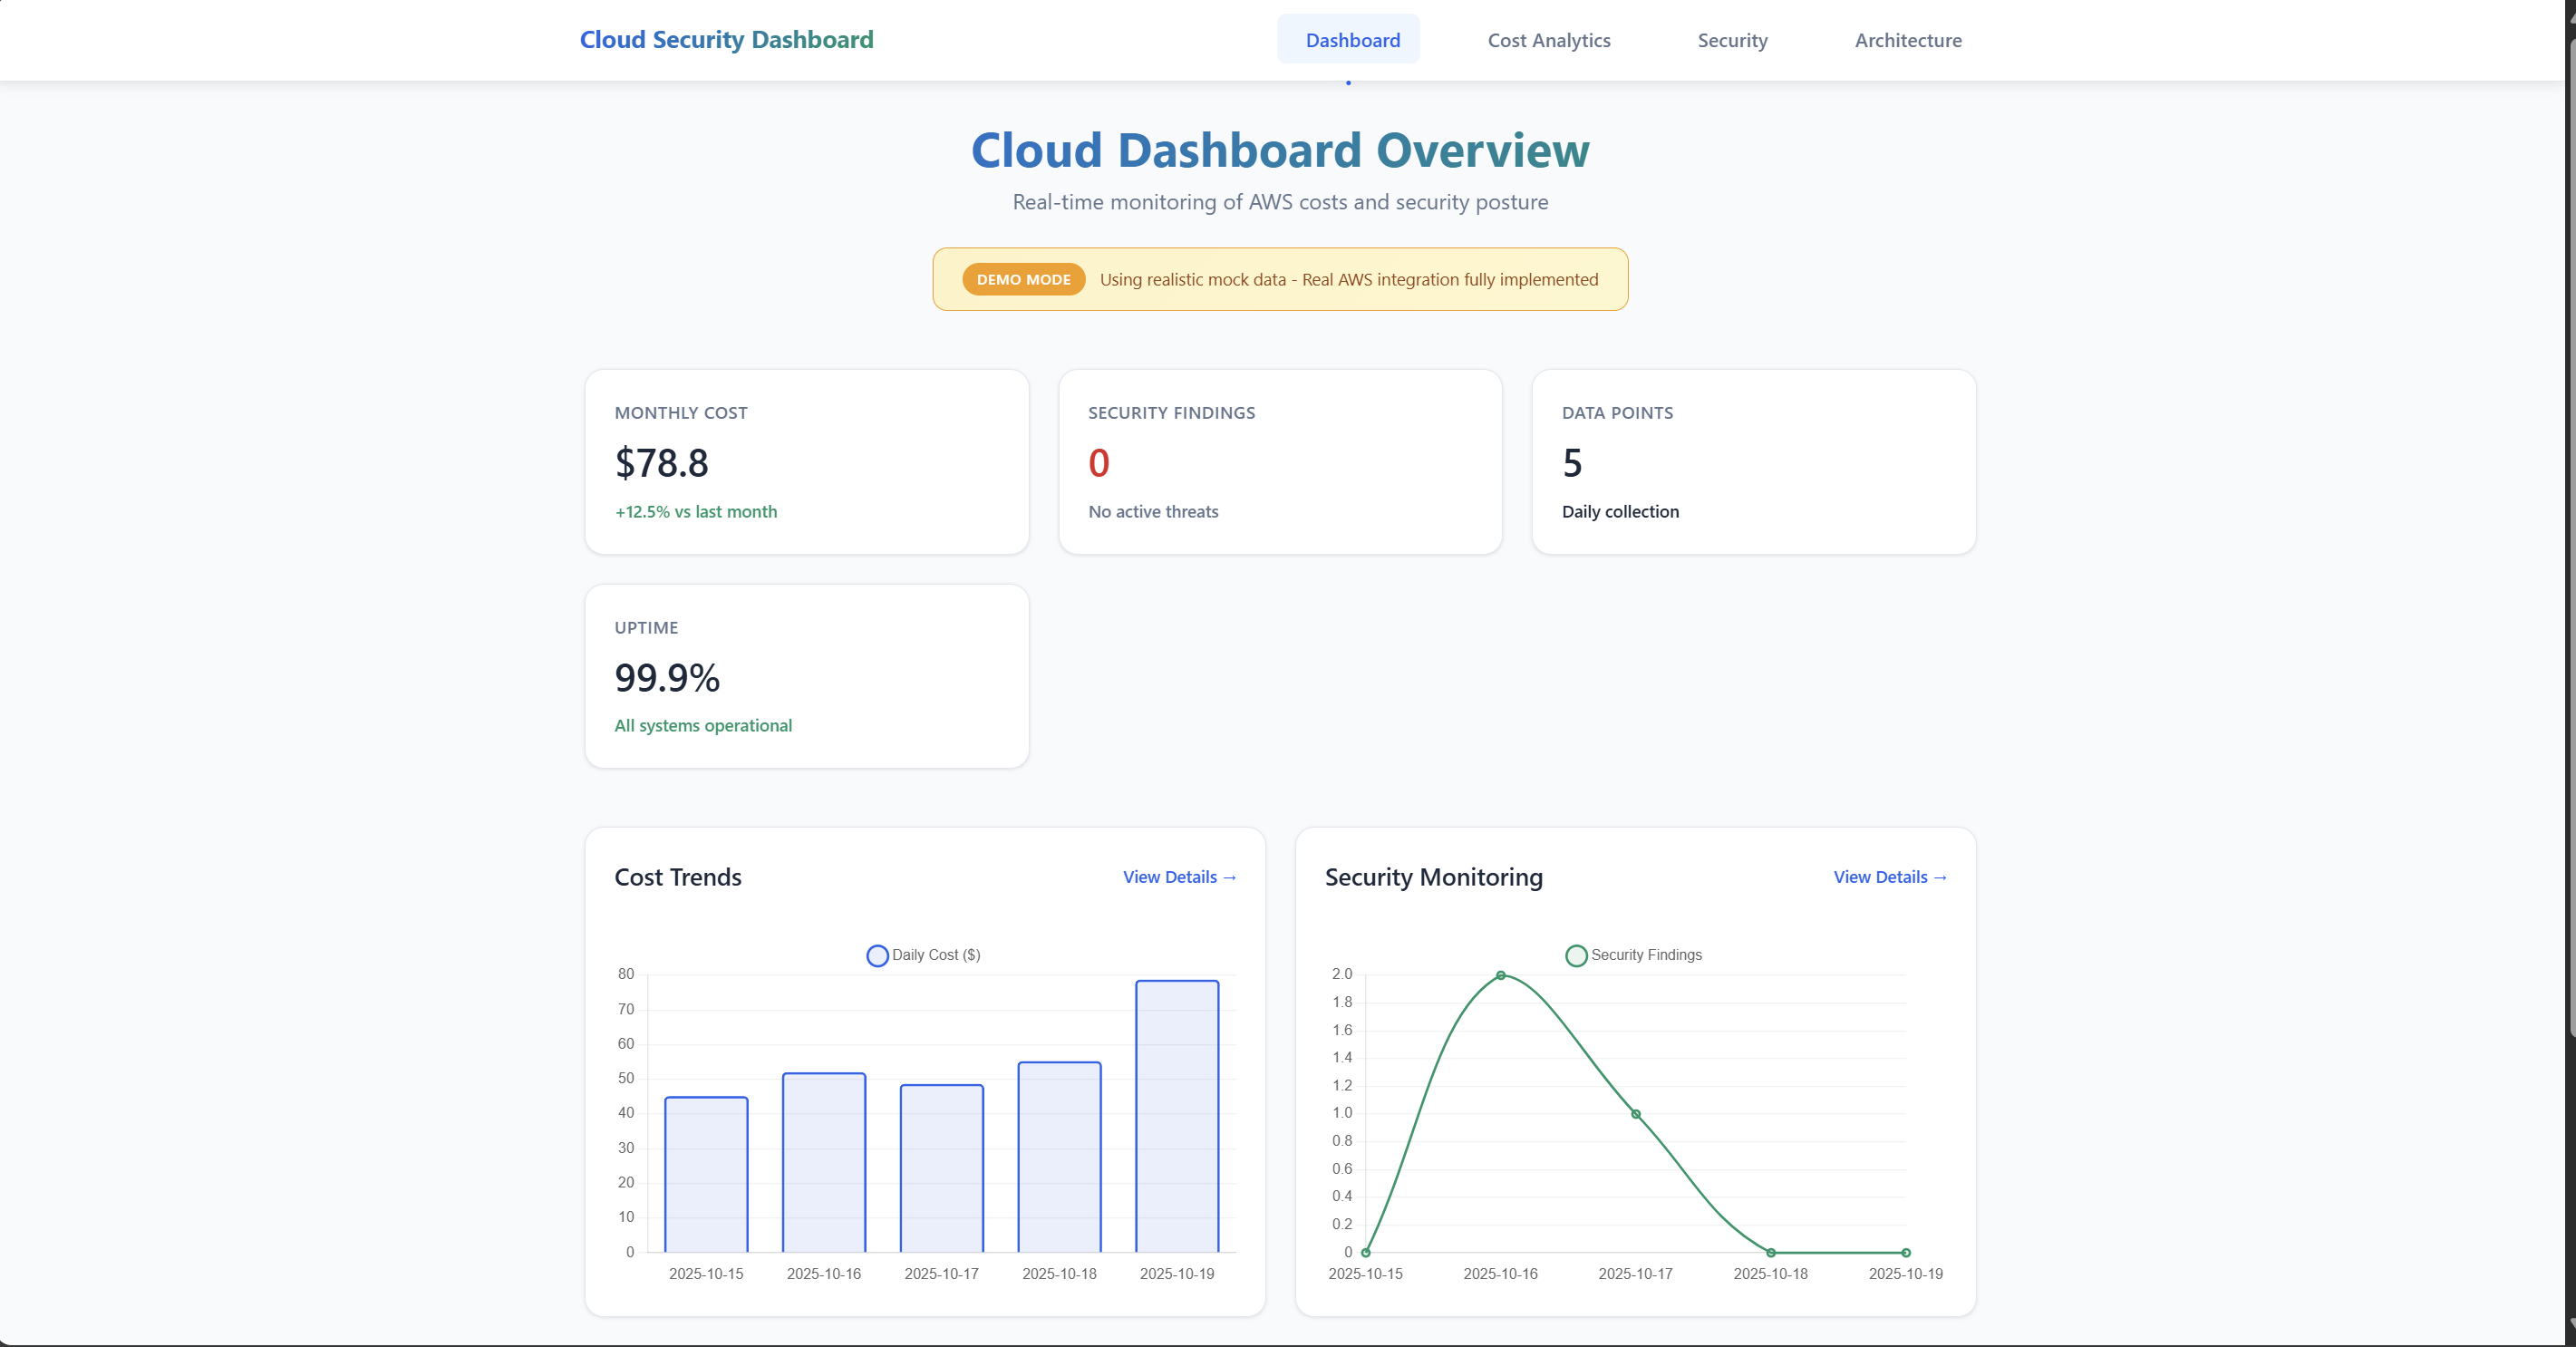 Cloud Security Dashboard
Dashboard
Cost Analytics
Security
Architecture
Cloud Dashboard Overview
Real-time monitoring of AWS costs and security posture
DEMO MODE Using realistic mock data - Real AWS integration fully implemented
MONTHLY COST
$78.8
+12.5% vs last month
SECURITY FINDINGS
0
No active threats
DATA POINTS
5
Daily collection
UPTIME
99.9%
All systems operational
Cost Trends
View Details →
Daily Cost ($)
80
70
60
50
40
30
20
10
0
2025-10-15
2025-10-16
2025-10-17
2025-10-18
2025-10-19
Security Monitoring
View Details →
Security Findings
2.0
1.8
1.6
1.4
1.2
1.0
0.8
0.6
0.4
0.2
0
2025-10-15
2025-10-16
2025-10-17
2025-10-18
2025-10-19